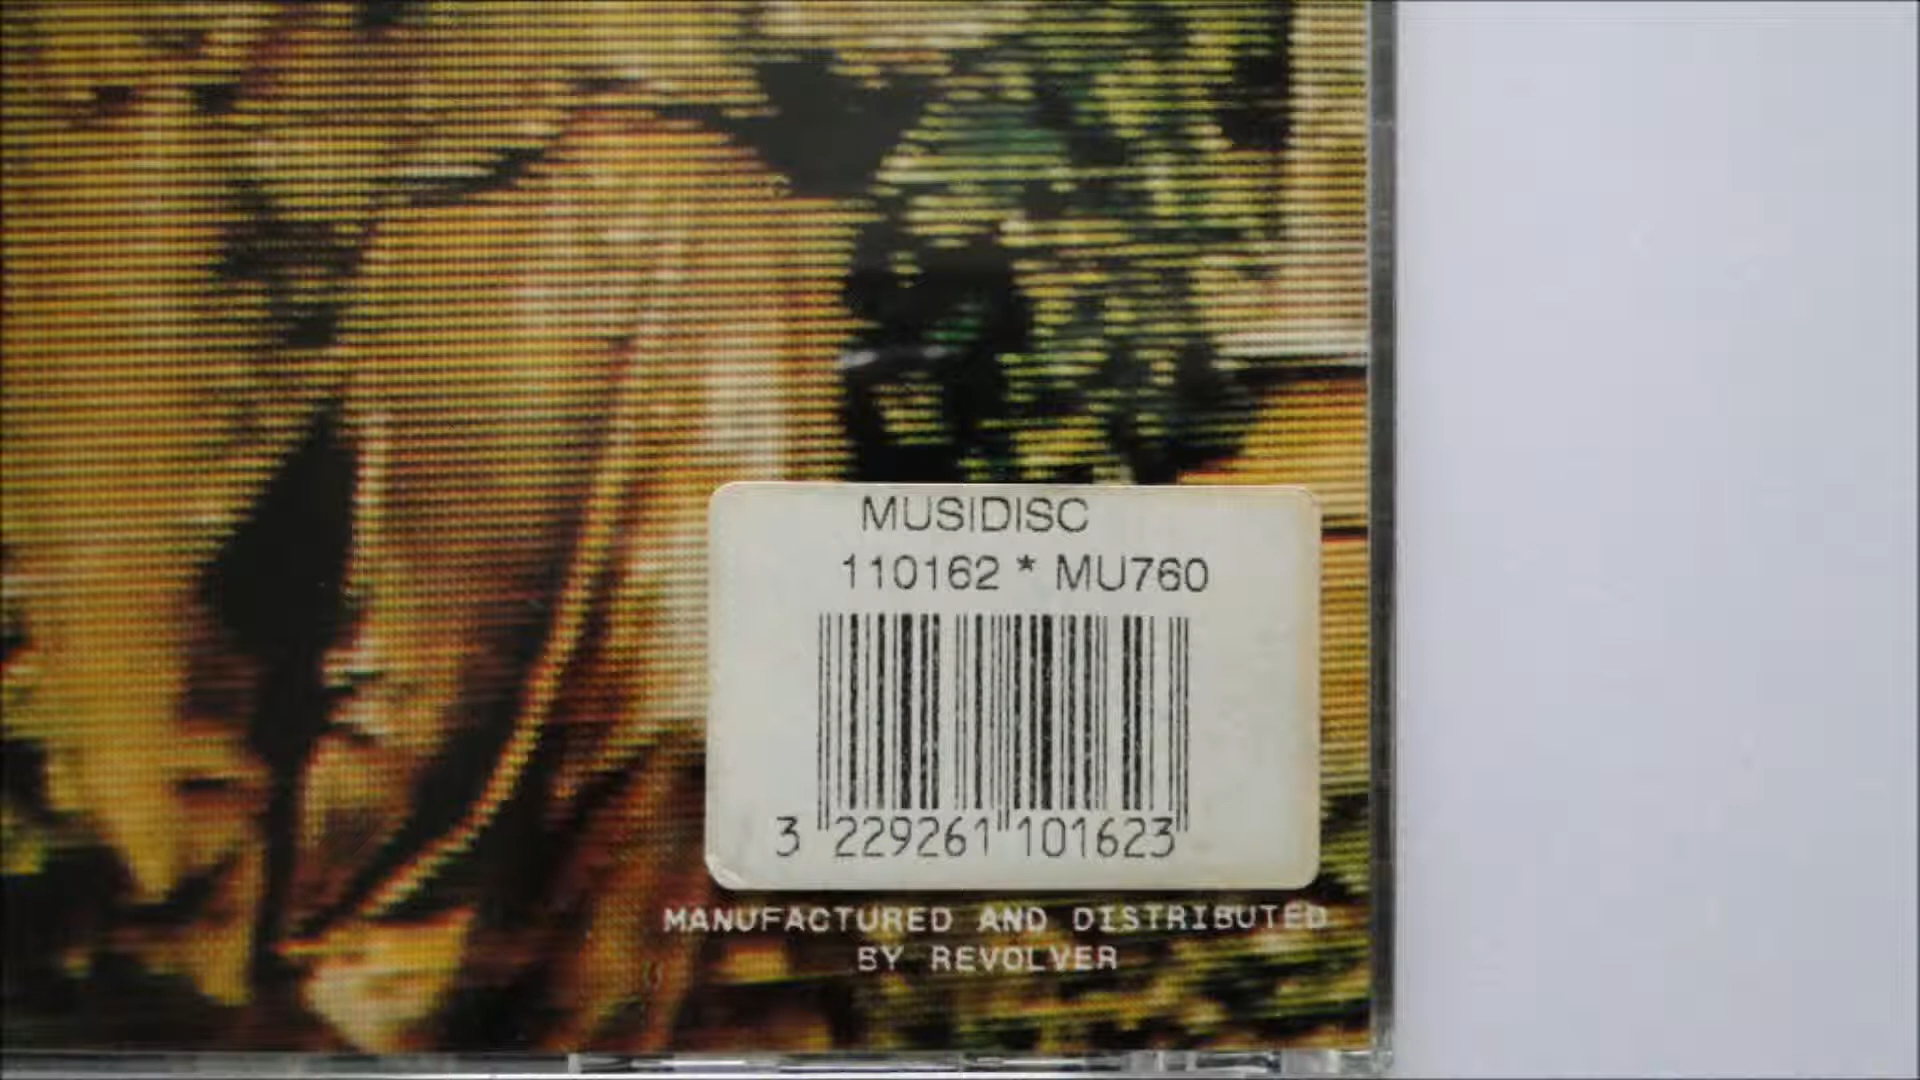 MUSIDISC
110162 * MU760
3 229261 101623
MANUFACTURED AND DISTRIBUTED
BY REVOLVER